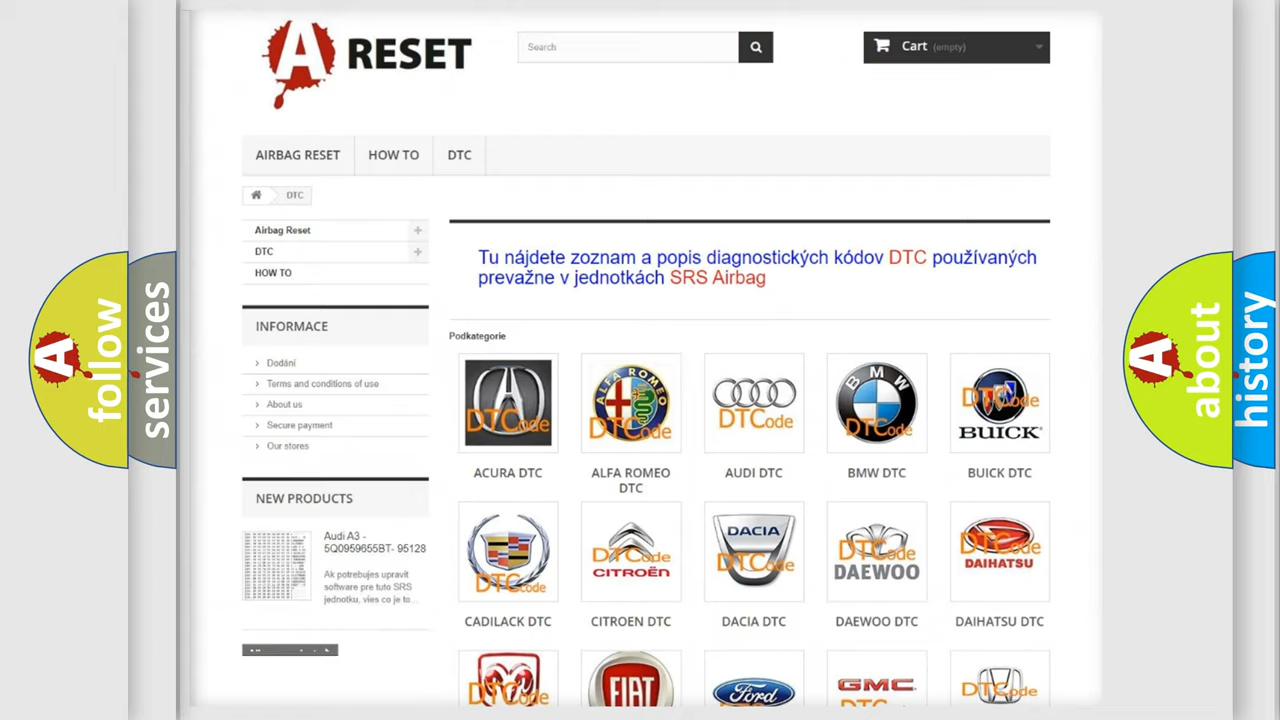 A RESET
Search
Cart (empty)
AIRBAG RESET
HOW TO
DTC
DTC
Airbag Reset
DTC
HOW TO
Tu nájdete zoznam a popis diagnostických kódov DTC používaných
prevažne v jednotkách SRS Airbag
INFORMACE
Dodání
Terms and conditions of use
About us
Secure payment
Our stores
Podkategorie
DTCode
ALFA ROMEO
DTCode
DTCode
BMW
DTCode
DTCode
BUICK
ACURA DTC
ALFA ROMEO
DTC
AUDI DTC
BMW DTC
BUICK DTC
NEW PRODUCTS
Audi A3 -
5Q0959655BT- 95128
Ak potrebujes upravit
software pre tuto SRS
jednotku, vies co je to...
DTCode
DTCode
CITROËN
DACIA
DTCode
DTCode
DAEWOO
DTCode
DAIHATSU
CADILACK DTC
CITROEN DTC
DACIA DTC
DAEWOO DTC
DAIHATSU DTC
DTCode
FIAT
Ford
GMC
DTCode
A follow
services
A about
history